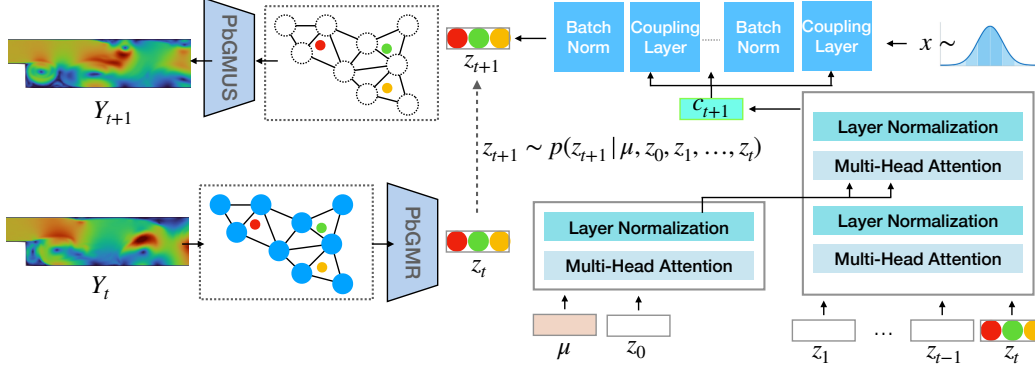 Y_{t+1}
PbGMUS
z_{t+1}
Batch Norm
Coupling Layer
......
Batch Norm
Coupling Layer
x ∼
c_{t+1}
z_{t+1} ∼ p(z_{t+1} | μ, z_0, z_1, …, z_t)
Y_t
PbGMR
z_t
Layer Normalization
Multi-Head Attention
μ
z_0
Layer Normalization
Multi-Head Attention
Layer Normalization
Multi-Head Attention
z_1
…
z_{t−1}
z_t